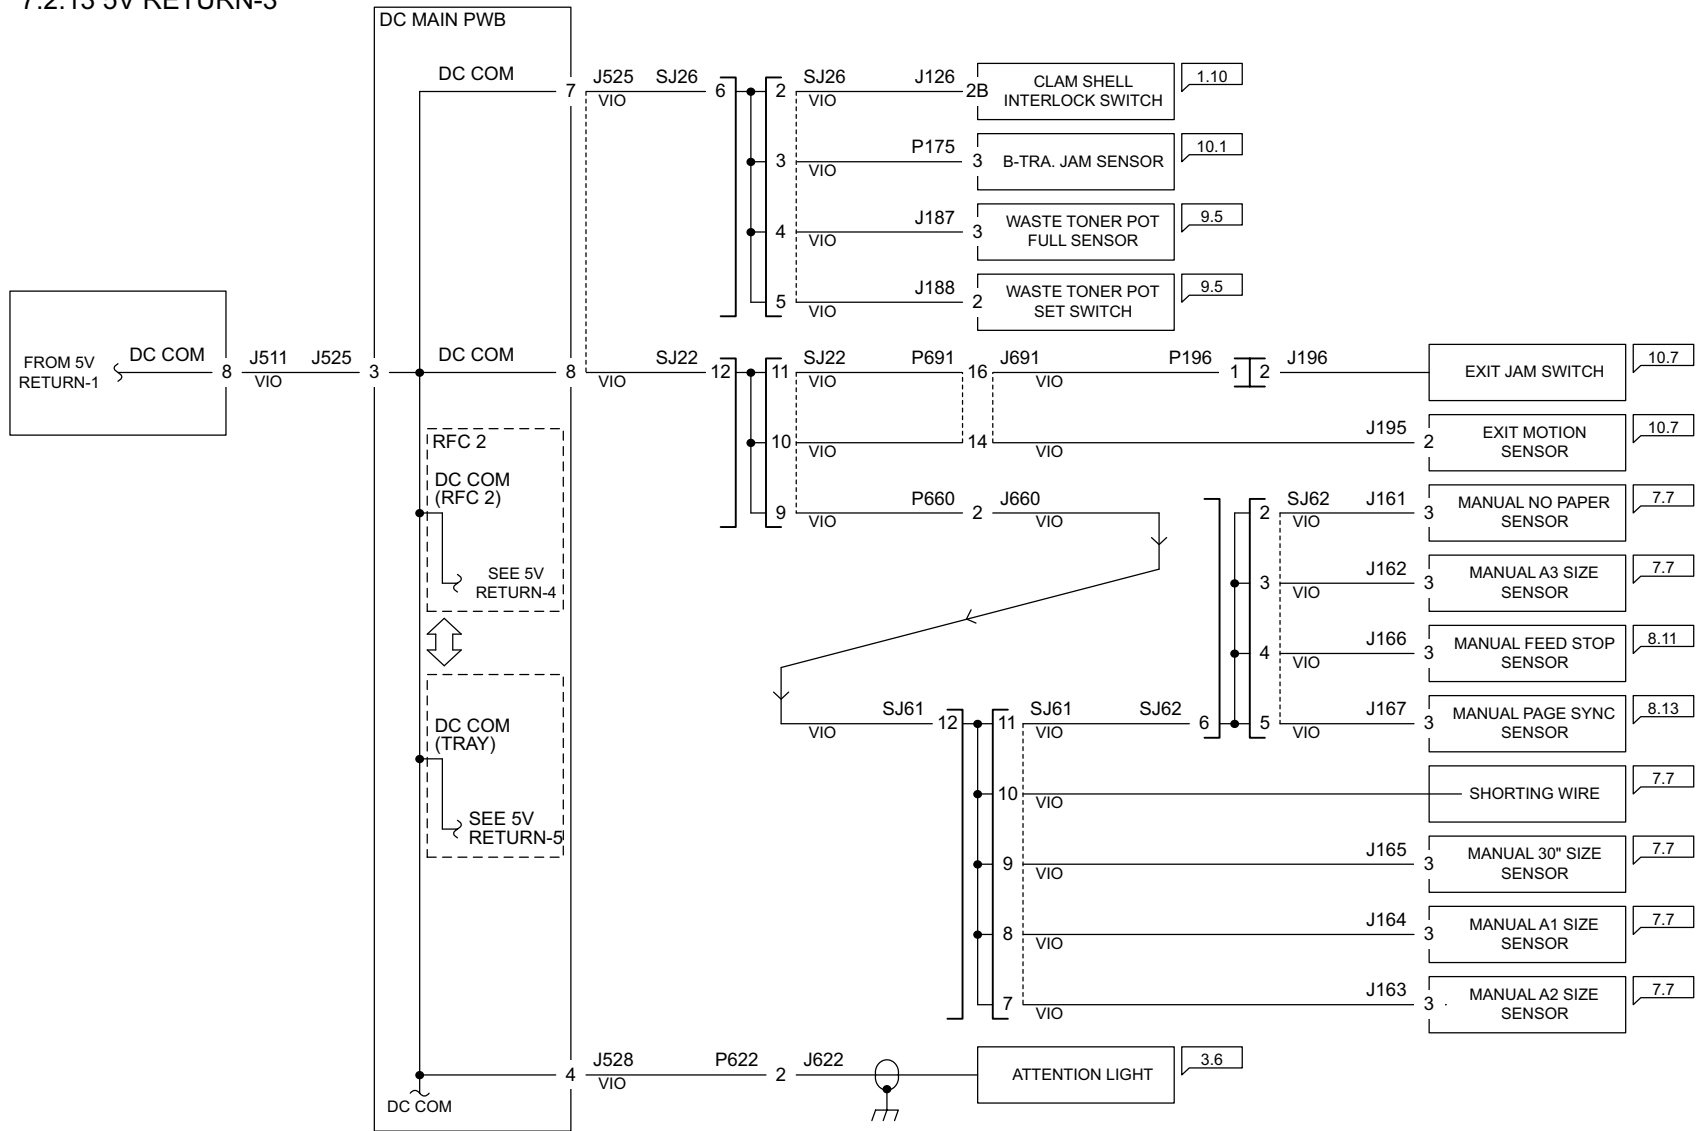 7.2.13 5V RETURN-3
DC MAIN PWB
DC COM
7
J525 SJ26
VIO
6
2
SJ26 J126
VIO
2B
CLAM SHELL
INTERLOCK SWITCH
1.10
3
VIO
P175
3
B-TRA. JAM SENSOR
10.1
4
VIO
J187
3
WASTE TONER POT
FULL SENSOR
9.5
5
VIO
J188
2
WASTE TONER POT
SET SWITCH
9.5
FROM 5V
RETURN-1
DC COM
8
J511 J525
VIO
3
DC COM
8
VIO
SJ22
12
11
SJ22 P691
VIO
16
J691
VIO
P196
1 2
J196
EXIT JAM SWITCH
10.7
10
VIO
14
VIO
J195
2
EXIT MOTION
SENSOR
10.7
9
VIO
P660
2
J660
VIO
RFC 2
DC COM
(RFC 2)
SEE 5V
RETURN-4
2
SJ62 J161
VIO
3
MANUAL NO PAPER
SENSOR
7.7
3
VIO
J162
3
MANUAL A3 SIZE
SENSOR
7.7
4
VIO
J166
3
MANUAL FEED STOP
SENSOR
8.11
DC COM
(TRAY)
SEE 5V
RETURN-5
VIO
SJ61
12
11
SJ61 SJ62
VIO
6
5
VIO
J167
3
MANUAL PAGE SYNC
SENSOR
8.13
10
VIO
SHORTING WIRE
7.7
9
VIO
J165
3
MANUAL 30" SIZE
SENSOR
7.7
8
VIO
J164
3
MANUAL A1 SIZE
SENSOR
7.7
7
VIO
J163
3
MANUAL A2 SIZE
SENSOR
7.7
DC COM
4
J528 P622
VIO
2
J622
ATTENTION LIGHT
3.6